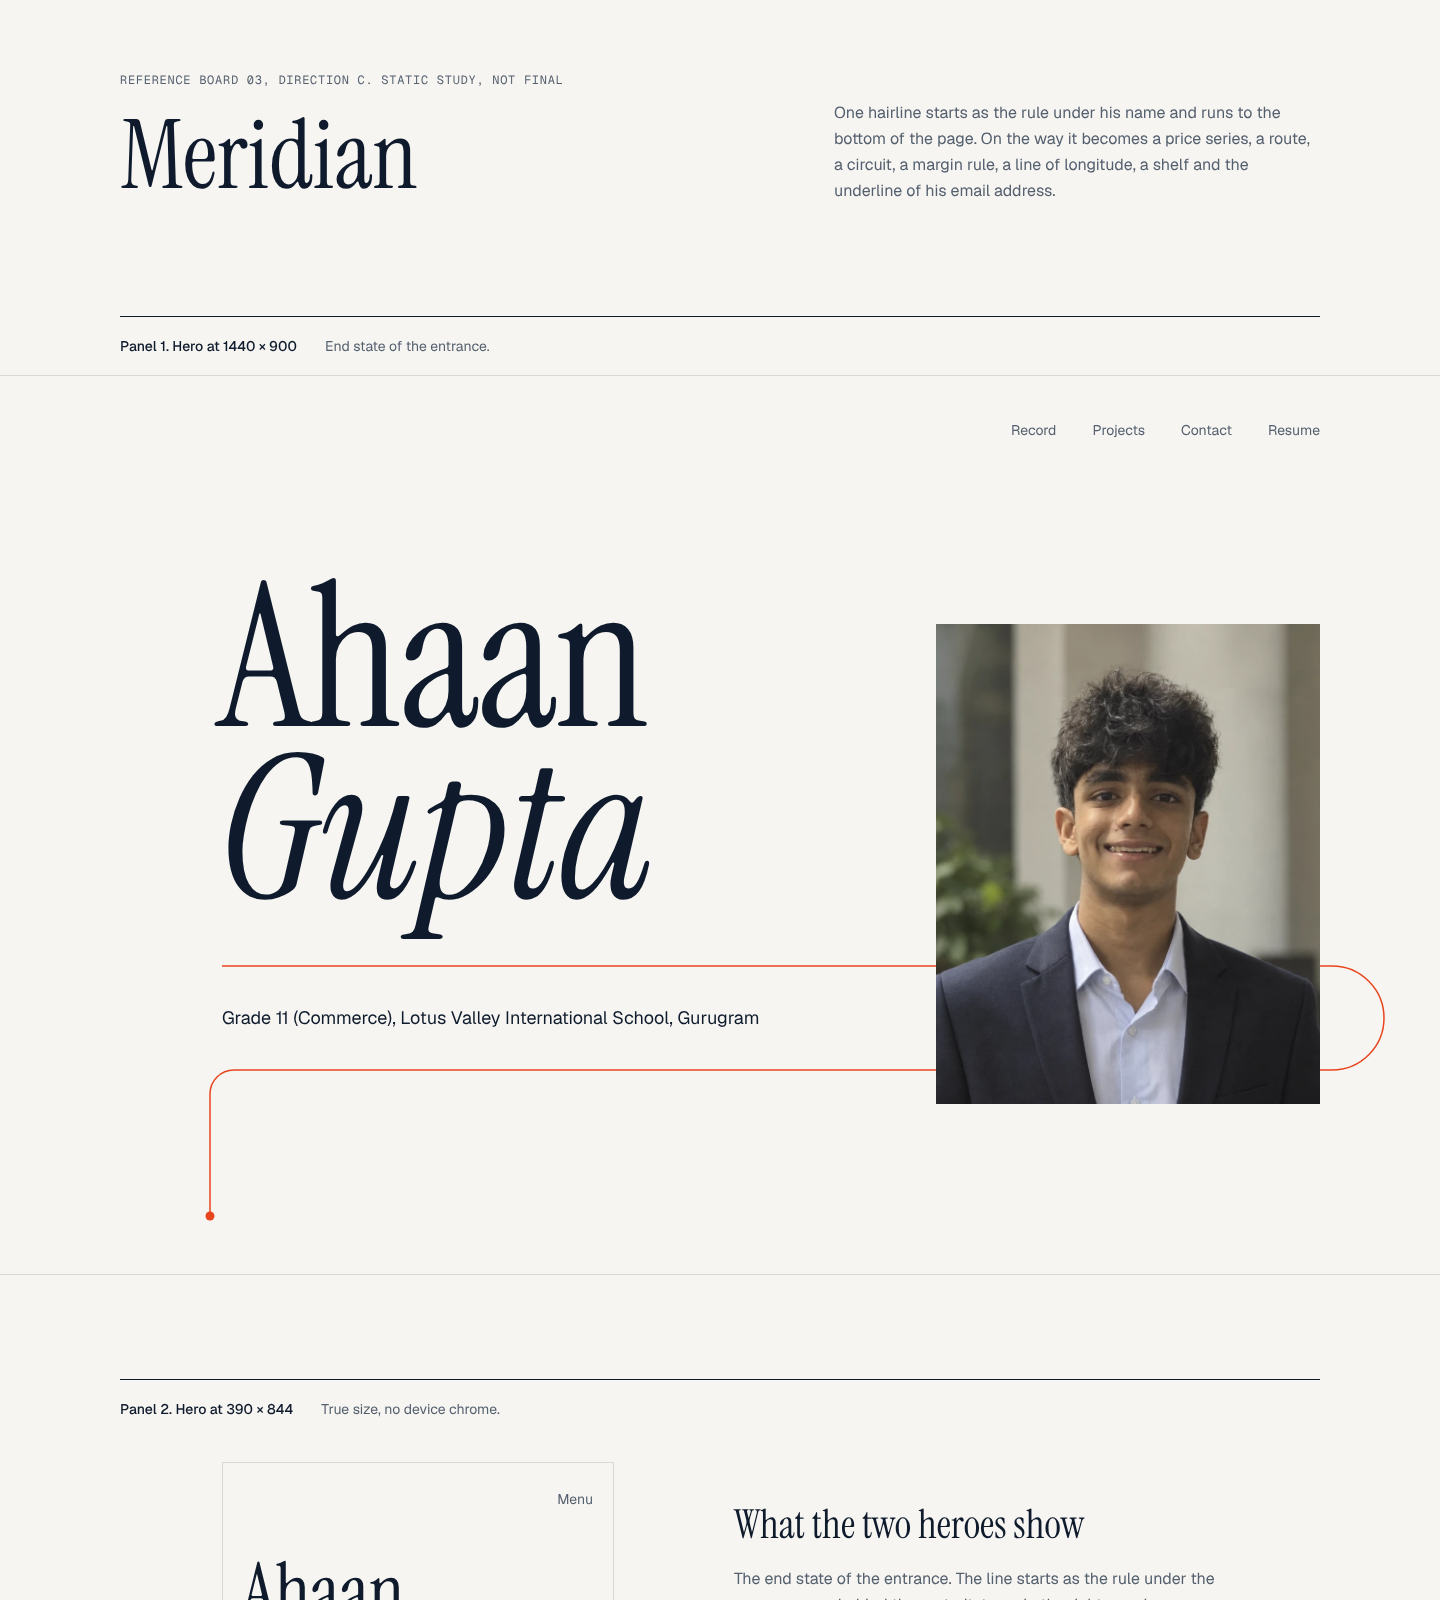 REFERENCE BOARD 03, DIRECTION C. STATIC STUDY, NOT FINAL
Meridian
One hairline starts as the rule under his name and runs to the
bottom of the page. On the way it becomes a price series, a route,
a circuit, a margin rule, a line of longitude, a shelf and the
underline of his email address.
Panel 1. Hero at 1440 × 900 End state of the entrance.
Record Projects Contact Resume
Ahaan
Gupta
Grade 11 (Commerce), Lotus Valley International School, Gurugram
Panel 2. Hero at 390 × 844 True size, no device chrome.
Menu
Ahaan
What the two heroes show
The end state of the entrance. The line starts as the rule under the